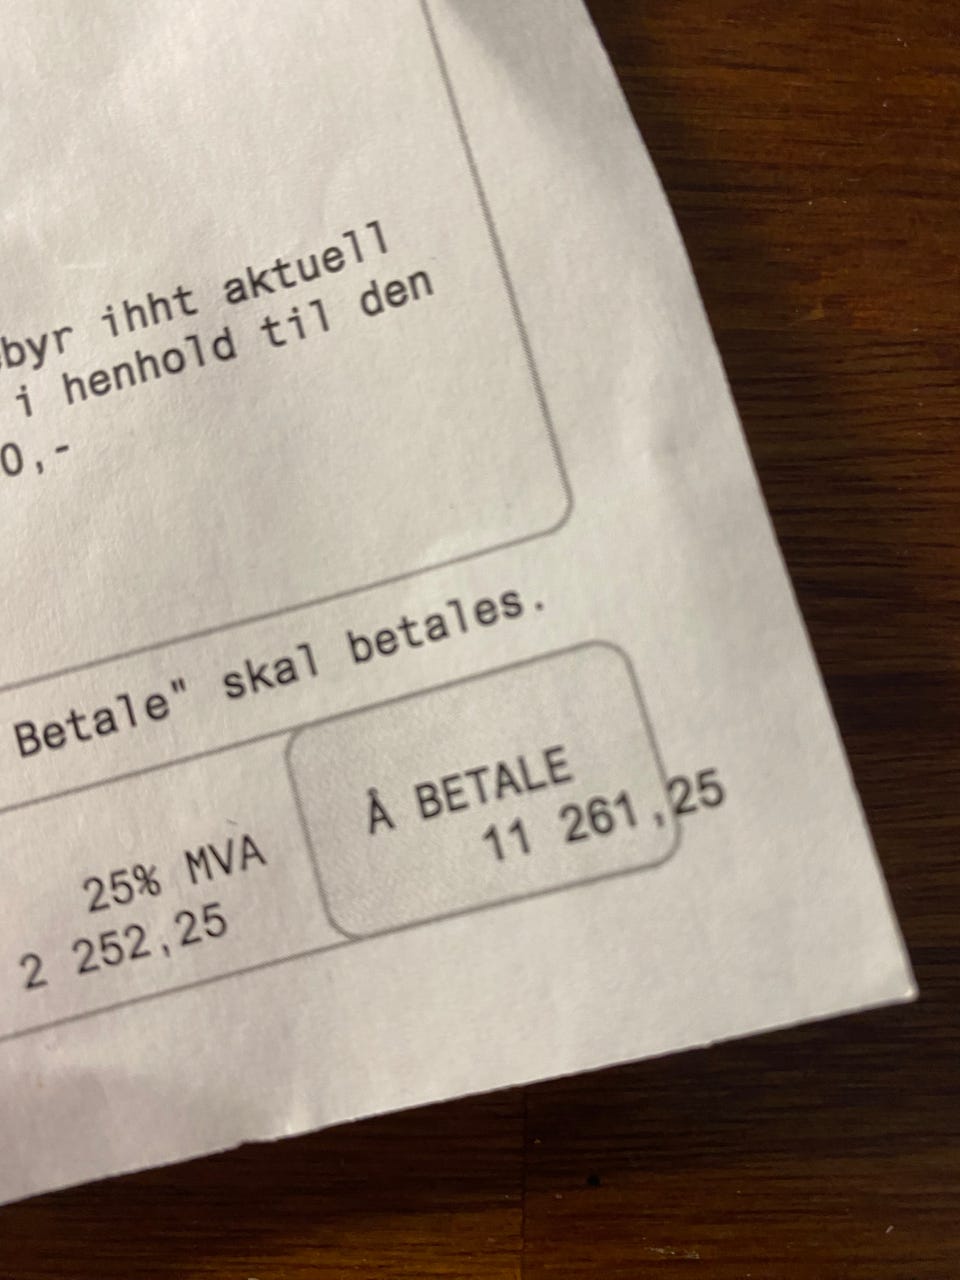 byr ihht aktuell
i henhold til den
0,-
Betale" skal betales.
25% MVA
2 252,25
Å BETALE
11 261,25